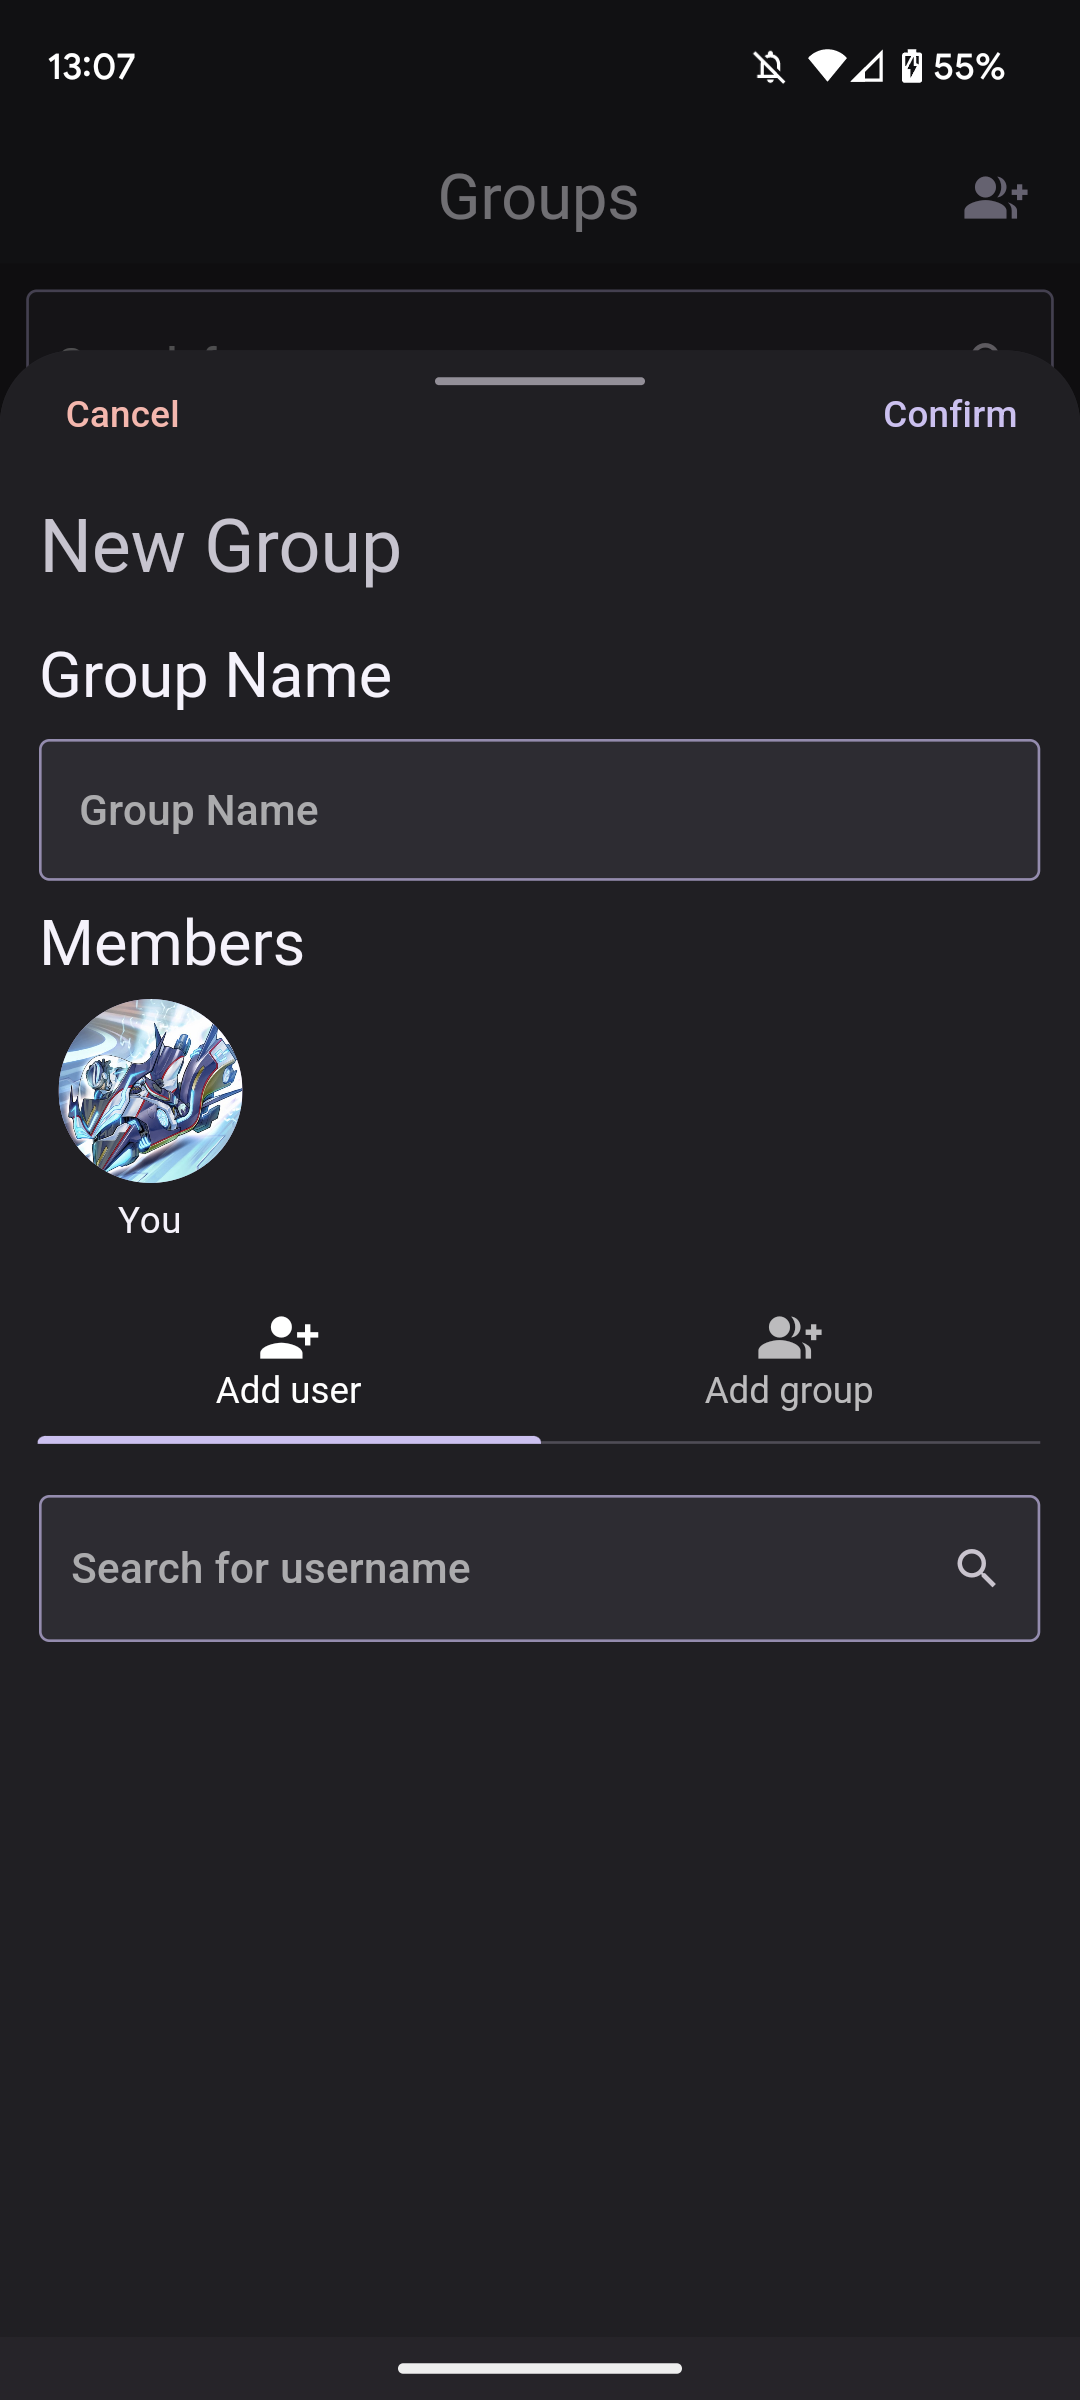 13:07
55%
Groups
Cancel
Confirm
New Group
Group Name
Group Name
Members
You
Add user
Add group
Search for username